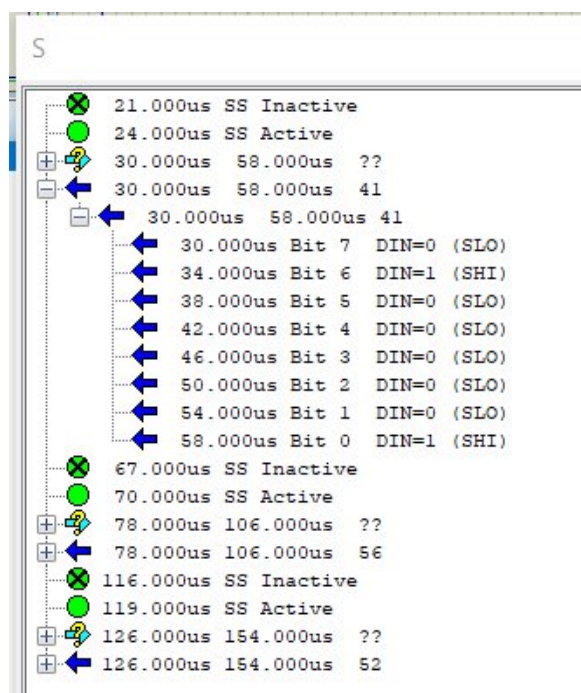 S
21.000us SS Inactive
24.000us SS Active
30.000us 58.000us ??
30.000us 58.000us 41
30.000us 58.000us 41
30.000us Bit 7 DIN=0 (SLO)
34.000us Bit 6 DIN=1 (SHI)
38.000us Bit 5 DIN=0 (SLO)
42.000us Bit 4 DIN=0 (SLO)
46.000us Bit 3 DIN=0 (SLO)
50.000us Bit 2 DIN=0 (SLO)
54.000us Bit 1 DIN=0 (SLO)
58.000us Bit 0 DIN=1 (SHI)
67.000us SS Inactive
70.000us SS Active
78.000us 106.000us ??
78.000us 106.000us 56
116.000us SS Inactive
119.000us SS Active
126.000us 154.000us ??
126.000us 154.000us 52